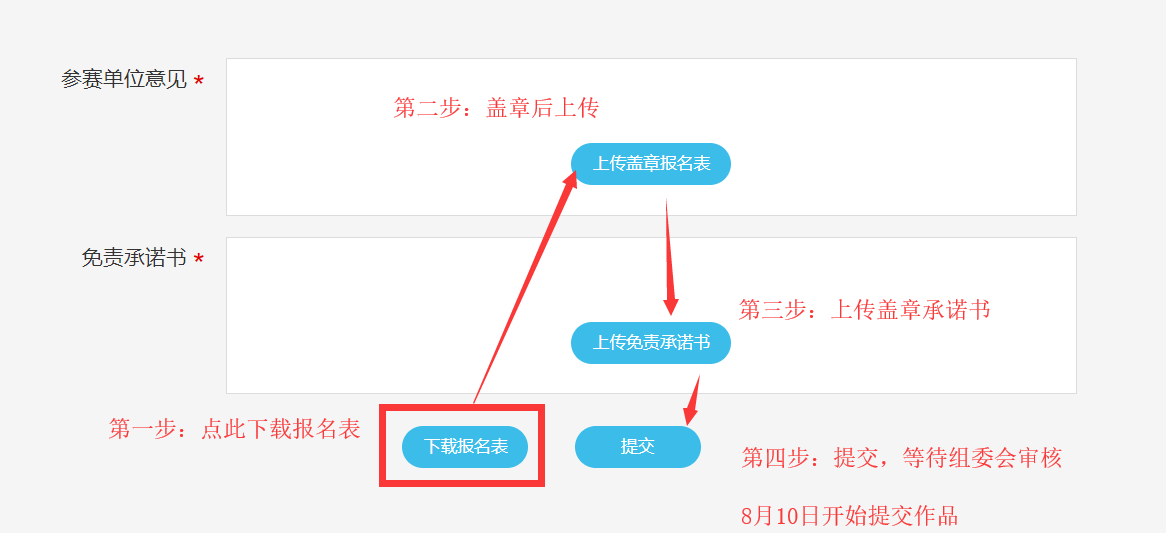 参赛单位意见 *
第二步：盖章后上传
上传盖章报名表
免责承诺书 *
第三步：上传盖章承诺书
上传免责承诺书
第一步：点此下载报名表
下载报名表
提交
第四步：提交，等待组委会审核
8月10日开始提交作品